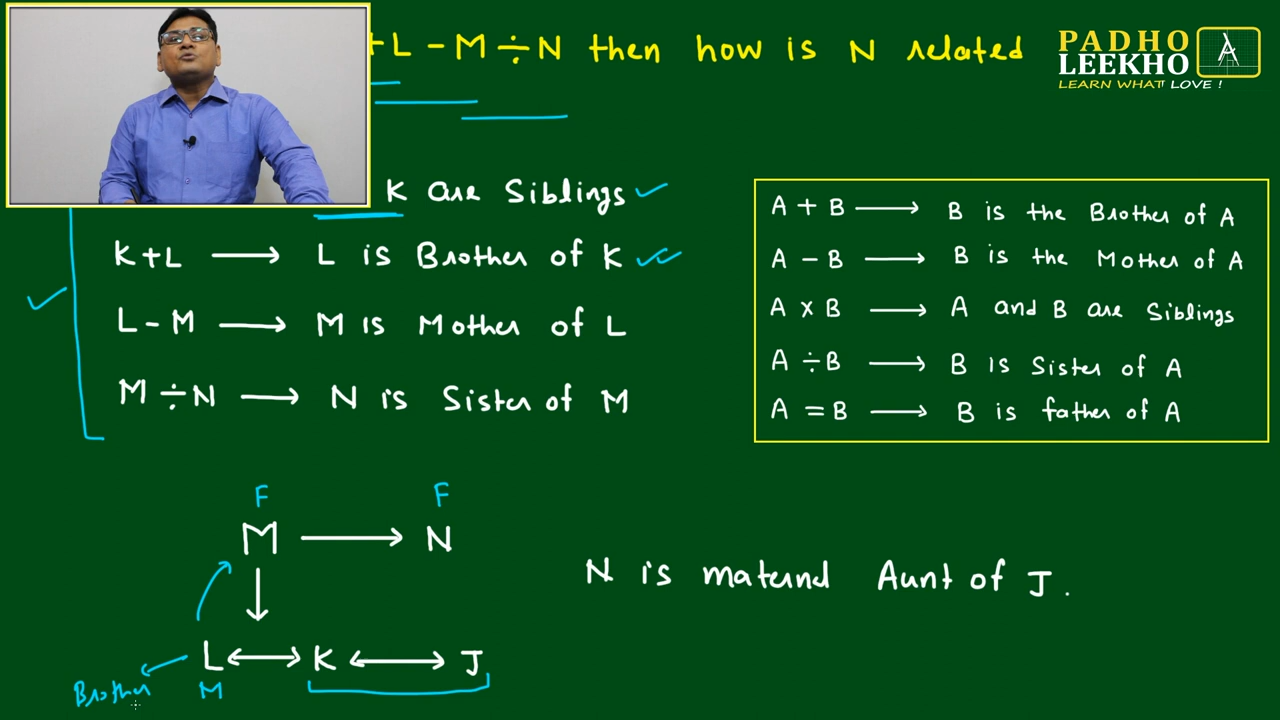 +L - M ÷ N then how is N related
PADHO
LEEKHO
LEARN WHAT LOVE !
K are Siblings
K+L → L is Brother of K
L - M → M is Mother of L
M ÷ N → N is Sister of M
A + B → B is the Brother of A
A - B → B is the Mother of A
A x B → A and B are Siblings
A ÷ B → B is Sister of A
A = B → B is father of A
F F
M → N
N is maternal Aunt of J.
L ↔ K ↔ J
Brother M